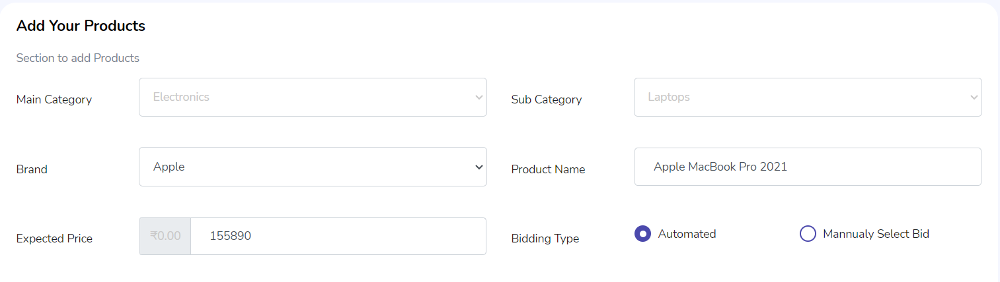 Add Your Products
Section to add Products
Main Category Electronics Sub Category Laptops
Brand Apple Product Name Apple MacBook Pro 2021
Expected Price ₹0.00 155890 Bidding Type Automated Mannualy Select Bid